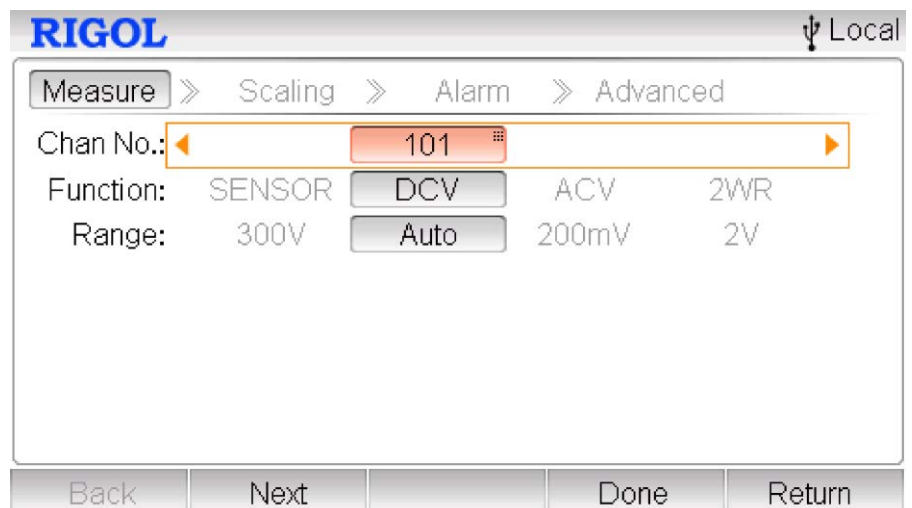 RIGOL Local
Measure Scaling Alarm Advanced
Chan No.: 101
Function: SENSOR DCV ACV 2WR
Range: 300V Auto 200mV 2V
Back Next Done Return